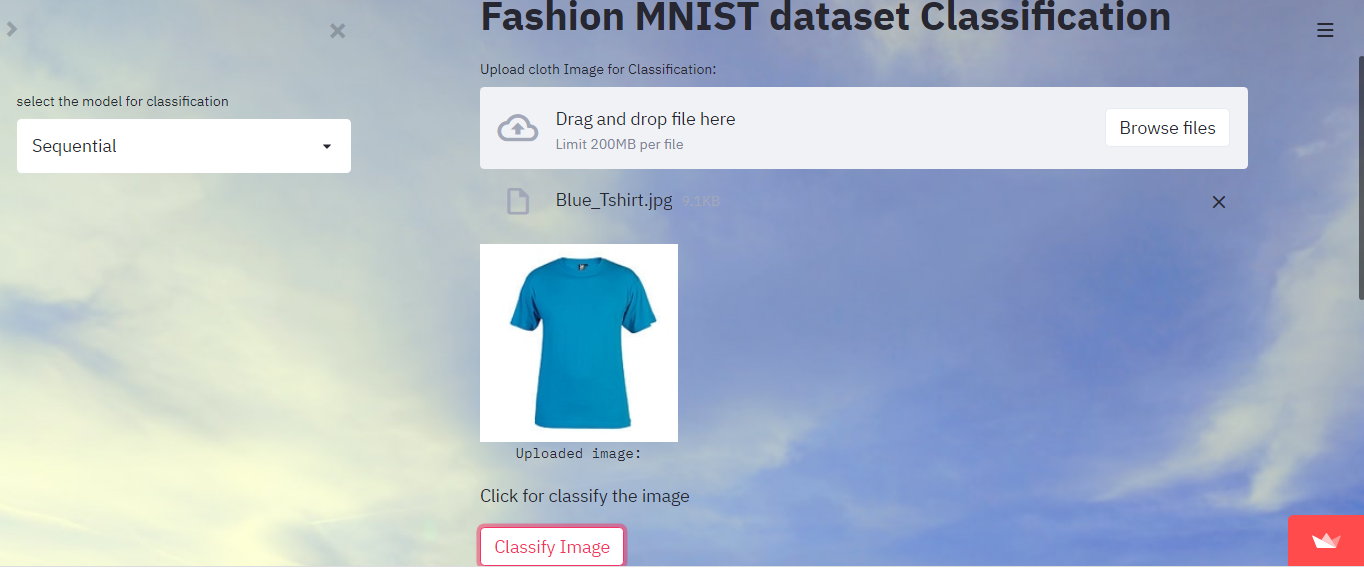 Fashion MNIST dataset Classification
select the model for classification
Sequential
Upload cloth Image for Classification:
Drag and drop file here
Limit 200MB per file
Browse files
Blue_Tshirt.jpg 9.1KB
Uploaded image:
Click for classify the image
Classify Image